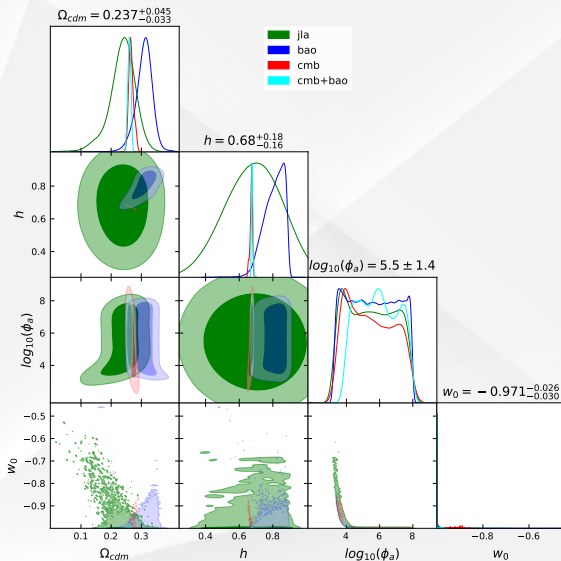 Ω_cdm = 0.237^{+0.045}_{−0.033}
jla
bao
cmb
cmb+bao
h = 0.68^{+0.18}_{−0.16}
h
0.8
0.6
0.4
log₁₀(ϕₐ) = 5.5 ± 1.4
log₁₀(ϕₐ)
8
6
4
w₀ = −0.971^{−0.026}_{−0.030}
w₀
−0.5
−0.6
−0.7
−0.8
−0.9
0.1 0.2 0.3 0.4 0.6 0.8 4 6 8 −0.8 −0.6
Ω_cdm h log₁₀(ϕₐ) w₀